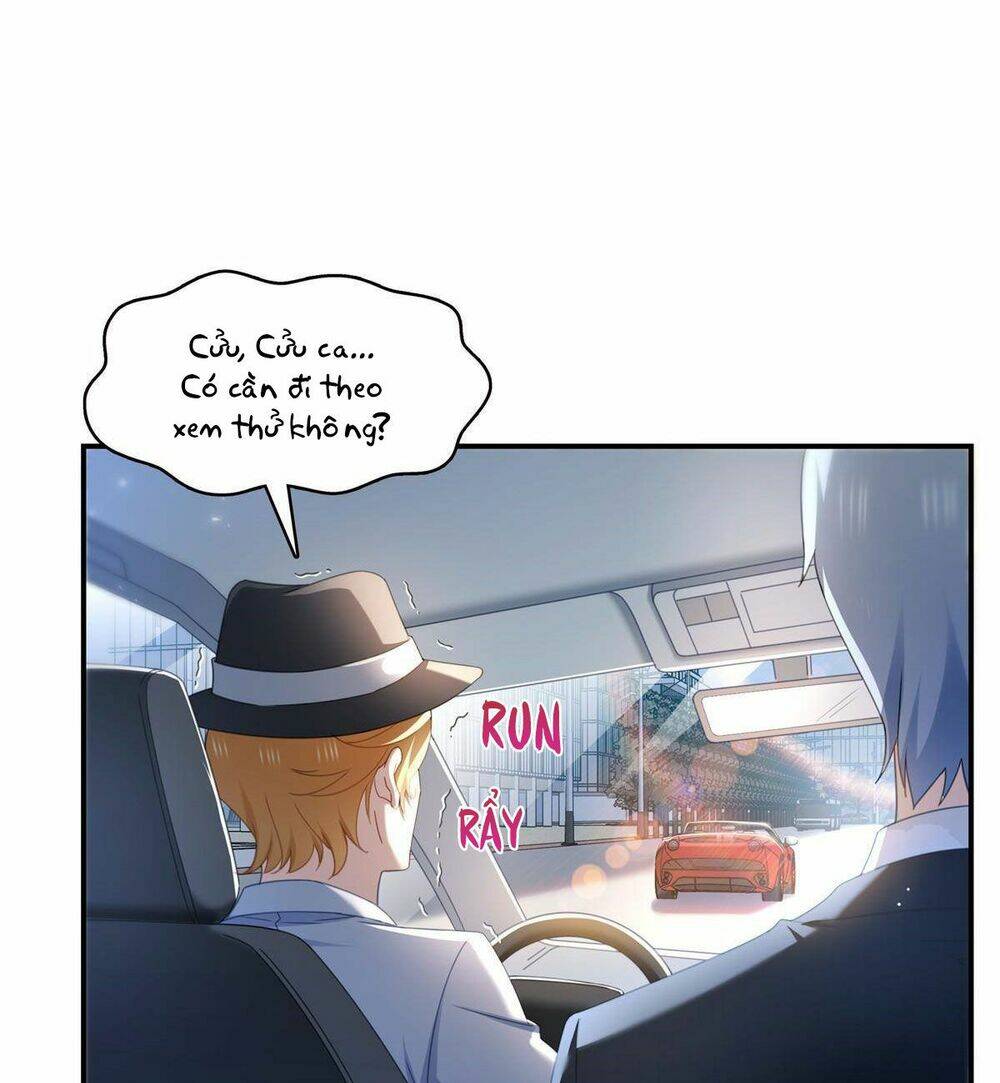 Cửu, Cửu ca...
Có cần đi theo
xem thử không?
RUN
RẨY